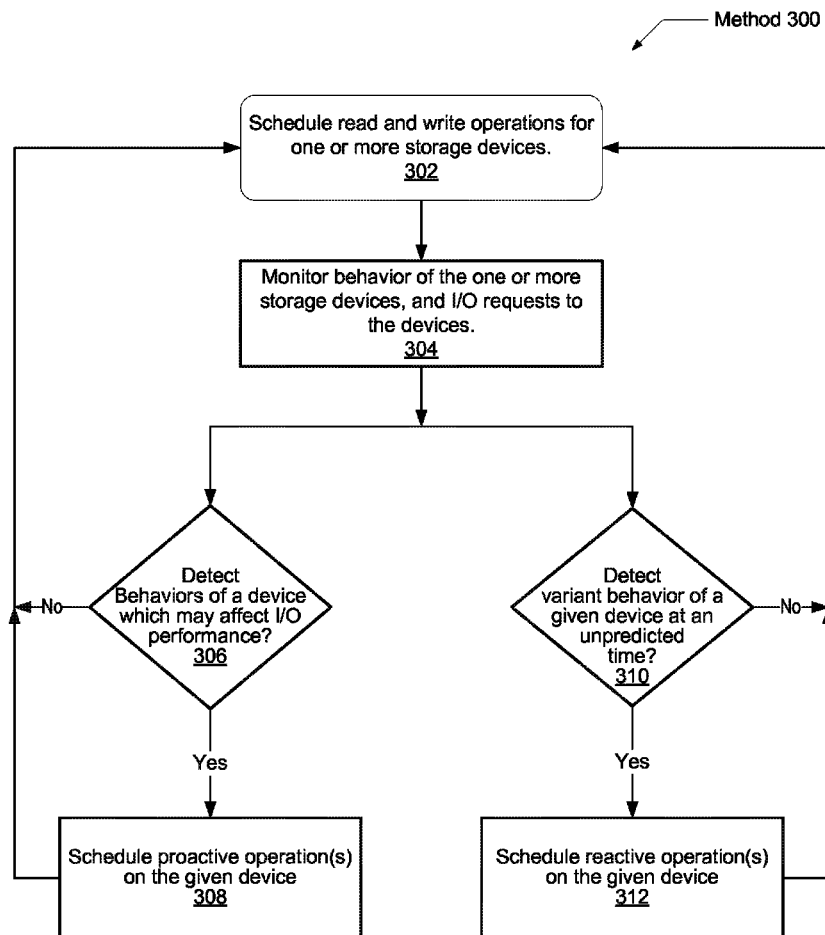 Method 300
Schedule read and write operations for
one or more storage devices.
302
Monitor behavior of the one or more
storage devices, and I/O requests to
the devices.
304
Detect
Behaviors of a device
which may affect I/O
performance?
306
No
Yes
Schedule proactive operation(s)
on the given device
308
Detect
variant behavior of a
given device at an
unpredicted
time?
310
No
Yes
Schedule reactive operation(s)
on the given device
312